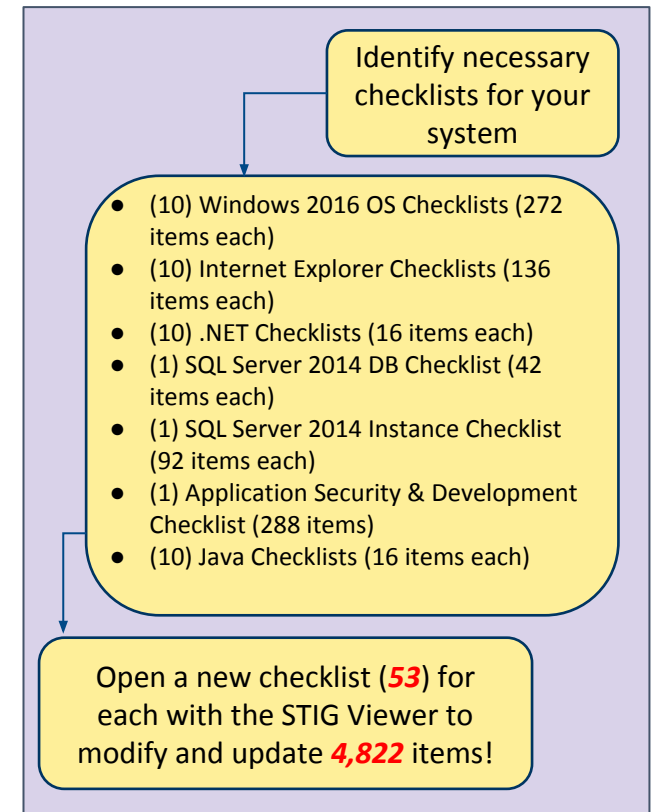 Identify necessary
checklists for your
system
● (10) Windows 2016 OS Checklists (272
items each)
● (10) Internet Explorer Checklists (136
items each)
● (10) .NET Checklists (16 items each)
● (1) SQL Server 2014 DB Checklist (42
items each)
● (1) SQL Server 2014 Instance Checklist
(92 items each)
● (1) Application Security & Development
Checklist (288 items)
● (10) Java Checklists (16 items each)
Open a new checklist (53) for
each with the STIG Viewer to
modify and update 4,822 items!